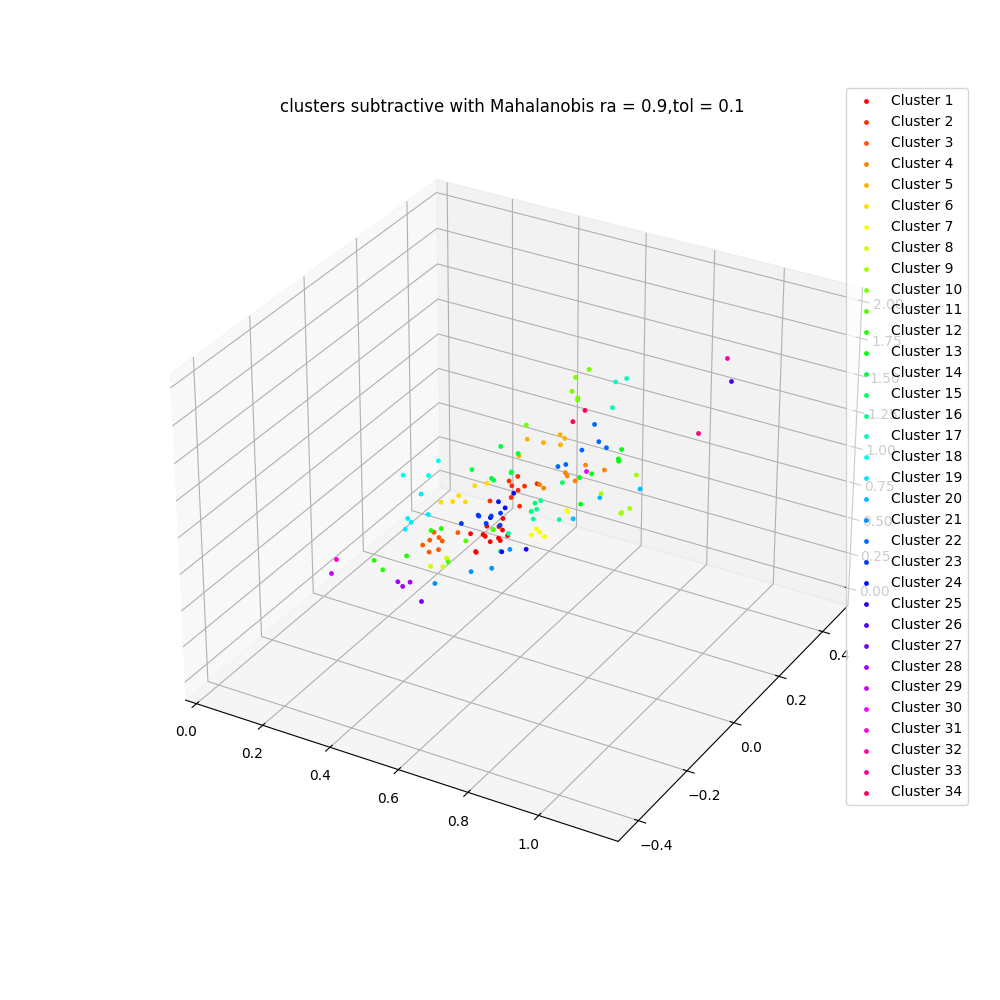 clusters subtractive with Mahalanobis ra = 0.9,tol = 0.1
Cluster 1
Cluster 2
Cluster 3
Cluster 4
Cluster 5
Cluster 6
Cluster 7
Cluster 8
Cluster 9
Cluster 10
Cluster 11
Cluster 12
Cluster 13
Cluster 14
Cluster 15
Cluster 16
Cluster 17
Cluster 18
Cluster 19
Cluster 20
Cluster 21
Cluster 22
Cluster 23
Cluster 24
Cluster 25
Cluster 26
Cluster 27
Cluster 28
Cluster 29
Cluster 30
Cluster 31
Cluster 32
Cluster 33
Cluster 34
2.00
1.75
1.50
1.25
1.00
0.75
0.50
0.25
0.00
0.4
0.2
0.0
−0.2
−0.4
0.0
0.2
0.4
0.6
0.8
1.0